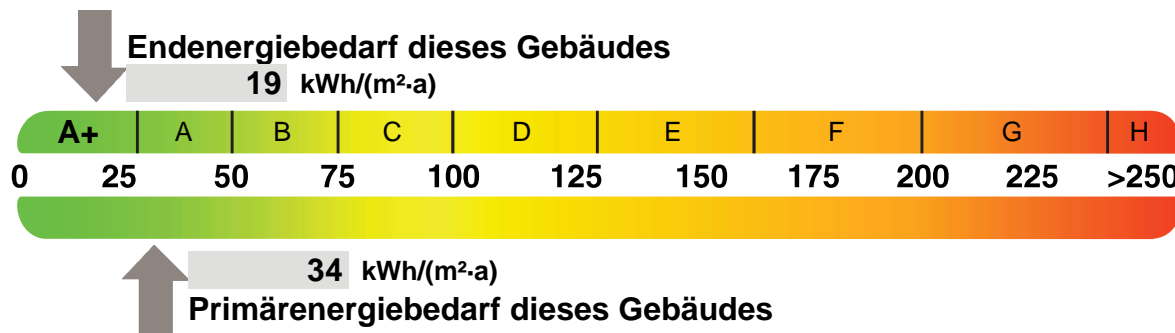 Endenergiebedarf dieses Gebäudes
19 kWh/(m²·a)
A+ A B C D E F G H
0 25 50 75 100 125 150 175 200 225 >250
34 kWh/(m²·a)
Primärenergiebedarf dieses Gebäudes